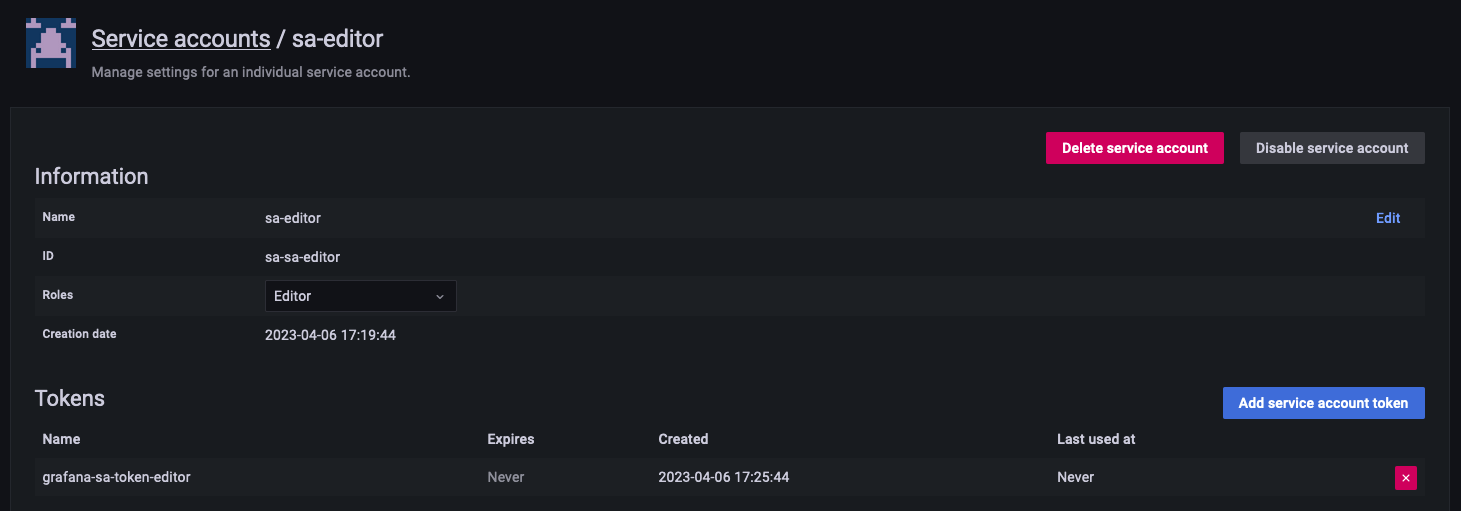 Service accounts / sa-editor
Manage settings for an individual service account.
Delete service account Disable service account
Information
Name sa-editor Edit
ID sa-sa-editor
Roles Editor
Creation date 2023-04-06 17:19:44
Tokens
Add service account token
Name Expires Created Last used at
grafana-sa-token-editor Never 2023-04-06 17:25:44 Never